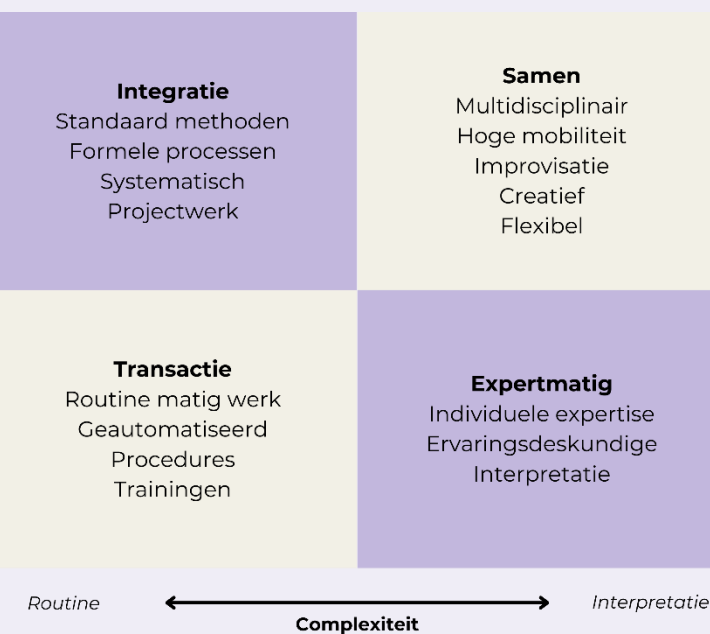 Integratie
Standaard methoden
Formele processen
Systematisch
Projectwerk
Samen
Multidisciplinair
Hoge mobiliteit
Improvisatie
Creatief
Flexibel
Transactie
Routine matig werk
Geautomatiseerd
Procedures
Trainingen
Expertmatig
Individuele expertise
Ervaringsdeskundige
Interpretatie
Routine
Interpretatie
Complexiteit